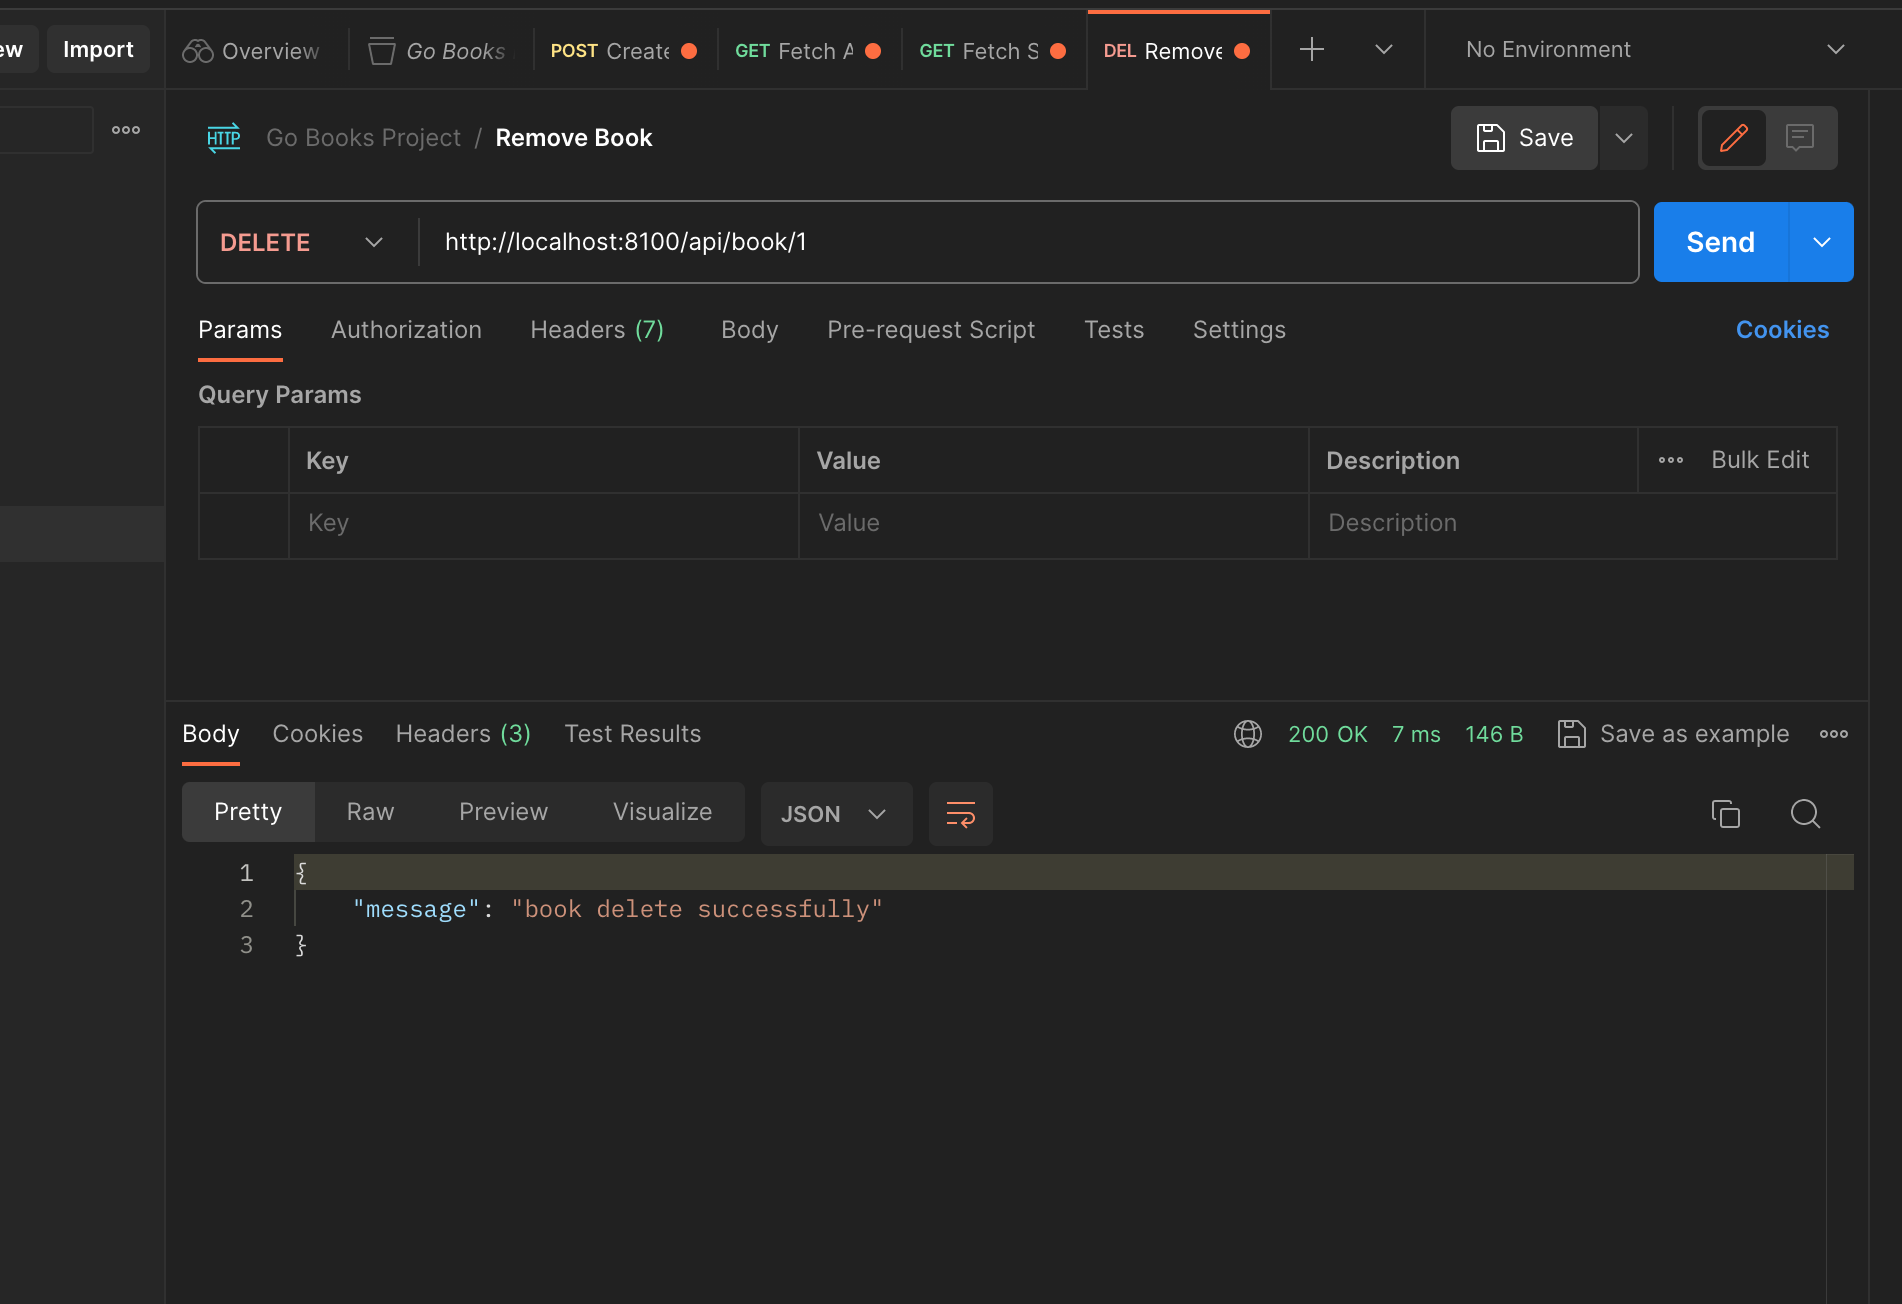 ew Import Overview Go Books POST Create GET Fetch A GET Fetch S DEL Remove No Environment
HTTP Go Books Project / Remove Book Save
DELETE http://localhost:8100/api/book/1 Send
Params Authorization Headers (7) Body Pre-request Script Tests Settings Cookies
Query Params
Key Value Description Bulk Edit
Key Value Description
Body Cookies Headers (3) Test Results 200 OK 7 ms 146 B Save as example
Pretty Raw Preview Visualize JSON
1 {
2 "message": "book delete successfully"
3 }